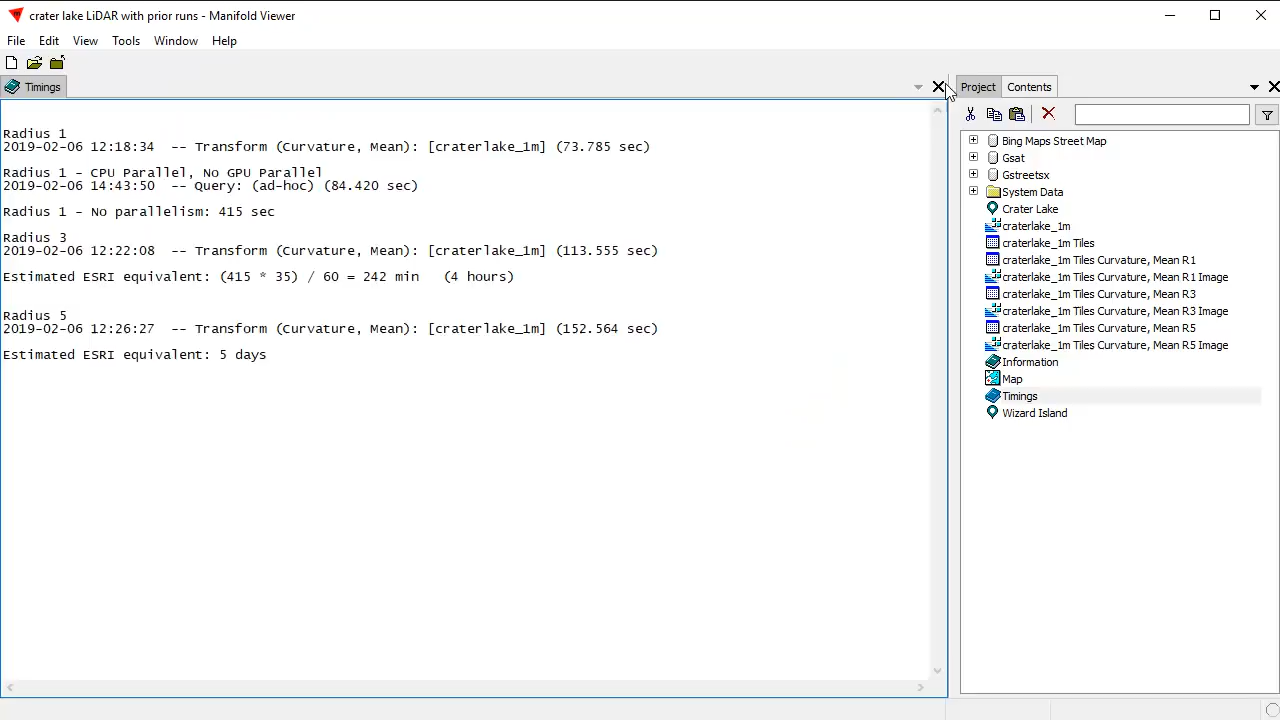 crater lake LiDAR with prior runs - Manifold Viewer
File Edit View Tools Window Help
Timings
Radius 1
2019-02-06 12:18:34 -- Transform (Curvature, Mean): [craterlake_1m] (73.785 sec)
Radius 1 - CPU Parallel, No GPU Parallel
2019-02-06 14:43:50 -- Query: (ad-hoc) (84.420 sec)
Radius 1 - No parallelism: 415 sec
Radius 3
2019-02-06 12:22:08 -- Transform (Curvature, Mean): [craterlake_1m] (113.555 sec)
Estimated ESRI equivalent: (415 * 35) / 60 = 242 min (4 hours)
Radius 5
2019-02-06 12:26:27 -- Transform (Curvature, Mean): [craterlake_1m] (152.564 sec)
Estimated ESRI equivalent: 5 days
Project Contents
Bing Maps Street Map
Gsat
Gstreetsx
System Data
Crater Lake
craterlake_1m
craterlake_1m Tiles
craterlake_1m Tiles Curvature, Mean R1
craterlake_1m Tiles Curvature, Mean R1 Image
craterlake_1m Tiles Curvature, Mean R3
craterlake_1m Tiles Curvature, Mean R3 Image
craterlake_1m Tiles Curvature, Mean R5
craterlake_1m Tiles Curvature, Mean R5 Image
Information
Map
Timings
Wizard Island